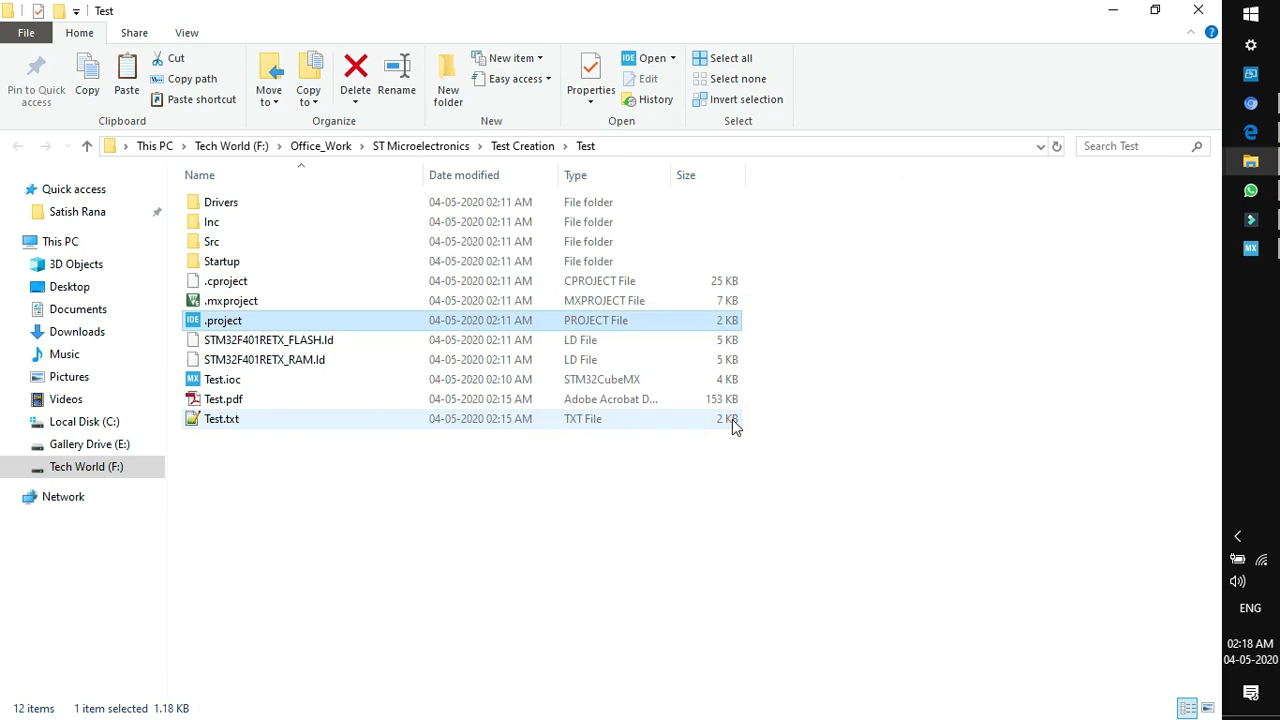 Test
File Home Share View
Pin to Quick access
Copy
Paste
Cut
Copy path
Paste shortcut
Clipboard
Move to
Copy to
Delete
Rename
Organize
New folder
New item
Easy access
New
Properties
Open
Edit
History
Open
Select all
Select none
Invert selection
Select
This PC Tech World (F:) Office_Work ST Microelectronics Test Creation Test
Search Test
Quick access
Satish Rana
This PC
3D Objects
Desktop
Documents
Downloads
Music
Pictures
Videos
Local Disk (C:)
Gallery Drive (E:)
Tech World (F:)
Network
Name Date modified Type Size
Drivers 04-05-2020 02:11 AM File folder
Inc 04-05-2020 02:11 AM File folder
Src 04-05-2020 02:11 AM File folder
Startup 04-05-2020 02:11 AM File folder
.cproject 04-05-2020 02:11 AM CPROJECT File 25 KB
.mxproject 04-05-2020 02:11 AM MXPROJECT File 7 KB
IDE .project 04-05-2020 02:11 AM PROJECT File 2 KB
STM32F401RETX_FLASH.ld 04-05-2020 02:11 AM LD File 5 KB
STM32F401RETX_RAM.ld 04-05-2020 02:11 AM LD File 5 KB
MX Test.ioc 04-05-2020 02:10 AM STM32CubeMX 4 KB
Test.pdf 04-05-2020 02:15 AM Adobe Acrobat D... 153 KB
Test.txt 04-05-2020 02:15 AM TXT File 2 KB
12 items 1 item selected 1.18 KB
MX
ENG
02:18 AM
04-05-2020